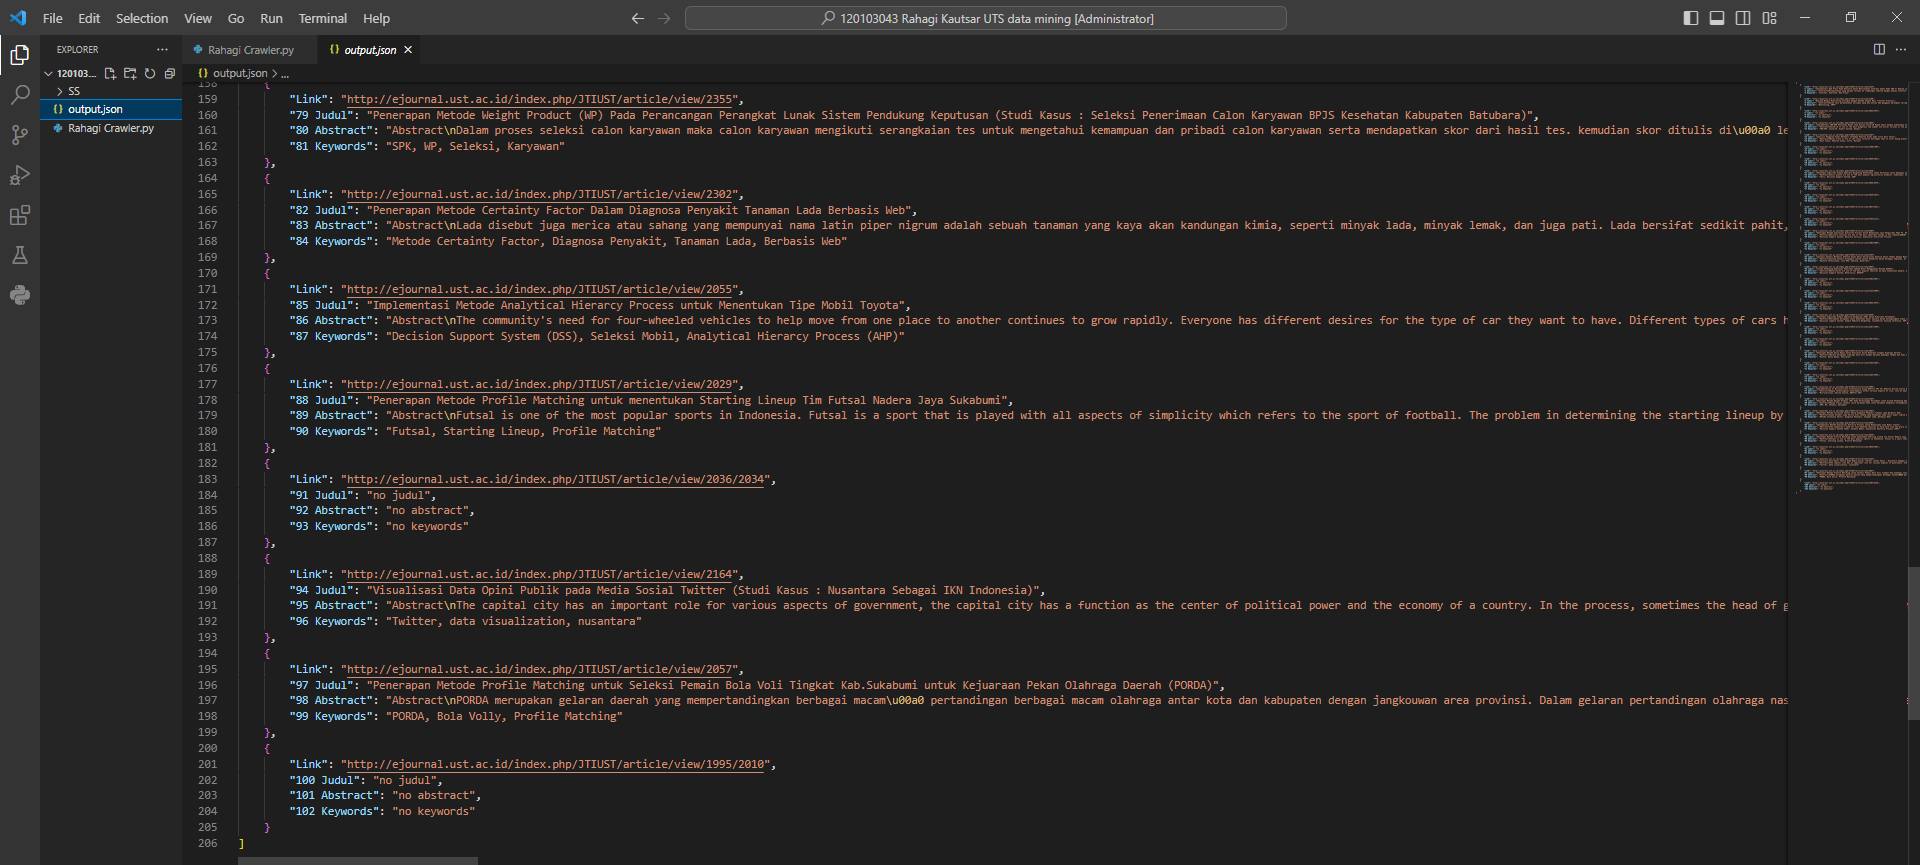 File Edit Selection View Go Run Terminal Help
120103043 Rahagi Kautsar UTS data mining [Administrator]
EXPLORER ...
Rahagi Crawler.py
{} output.json
120103...
{} output.json > ...
SS
{} output.json
Rahagi Crawler.py
158 {
159 "Link": "http://ejournal.ust.ac.id/index.php/JTIUST/article/view/2355",
160 "79 Judul": "Penerapan Metode Weight Product (WP) Pada Perancangan Perangkat Lunak Sistem Pendukung Keputusan (Studi Kasus : Seleksi Penerimaan Calon Karyawan BPJS Kesehatan Kabupaten Batubara)",
161 "80 Abstract": "Abstract\nDalam proses seleksi calon karyawan maka calon karyawan mengikuti serangkaian tes untuk mengetahui kemampuan dan pribadi calon karyawan serta mendapatkan skor dari hasil tes. kemudian skor ditulis di\u00a0 le
162 "81 Keywords": "SPK, WP, Seleksi, Karyawan"
163 },
164 {
165 "Link": "http://ejournal.ust.ac.id/index.php/JTIUST/article/view/2302",
166 "82 Judul": "Penerapan Metode Certainty Factor Dalam Diagnosa Penyakit Tanaman Lada Berbasis Web",
167 "83 Abstract": "Abstract\nLada disebut juga merica atau sahang yang mempunyai nama latin piper nigrum adalah sebuah tanaman yang kaya akan kandungan kimia, seperti minyak lada, minyak lemak, dan juga pati. Lada bersifat sedikit pahit,
168 "84 Keywords": "Metode Certainty Factor, Diagnosa Penyakit, Tanaman Lada, Berbasis Web"
169 },
170 {
171 "Link": "http://ejournal.ust.ac.id/index.php/JTIUST/article/view/2055",
172 "85 Judul": "Implementasi Metode Analytical Hierarcy Process untuk Menentukan Tipe Mobil Toyota",
173 "86 Abstract": "Abstract\nThe community's need for four-wheeled vehicles to help move from one place to another continues to grow rapidly. Everyone has different desires for the type of car they want to have. Different types of cars h
174 "87 Keywords": "Decision Support System (DSS), Seleksi Mobil, Analytical Hierarcy Process (AHP)"
175 },
176 {
177 "Link": "http://ejournal.ust.ac.id/index.php/JTIUST/article/view/2029",
178 "88 Judul": "Penerapan Metode Profile Matching untuk menentukan Starting Lineup Tim Futsal Nadera Jaya Sukabumi",
179 "89 Abstract": "Abstract\nFutsal is one of the most popular sports in Indonesia. Futsal is a sport that is played with all aspects of simplicity which refers to the sport of football. The problem in determining the starting lineup by
180 "90 Keywords": "Futsal, Starting Lineup, Profile Matching"
181 },
182 {
183 "Link": "http://ejournal.ust.ac.id/index.php/JTIUST/article/view/2036/2034",
184 "91 Judul": "no judul",
185 "92 Abstract": "no abstract",
186 "93 Keywords": "no keywords"
187 },
188 {
189 "Link": "http://ejournal.ust.ac.id/index.php/JTIUST/article/view/2164",
190 "94 Judul": "Visualisasi Data Opini Publik pada Media Sosial Twitter (Studi Kasus : Nusantara Sebagai IKN Indonesia)",
191 "95 Abstract": "Abstract\nThe capital city has an important role for various aspects of government, the capital city has a function as the center of political power and the economy of a country. In the process, sometimes the head of g
192 "96 Keywords": "Twitter, data visualization, nusantara"
193 },
194 {
195 "Link": "http://ejournal.ust.ac.id/index.php/JTIUST/article/view/2057",
196 "97 Judul": "Penerapan Metode Profile Matching untuk Seleksi Pemain Bola Voli Tingkat Kab.Sukabumi untuk Kejuaraan Pekan Olahraga Daerah (PORDA)",
197 "98 Abstract": "Abstract\nPORDA merupakan gelaran daerah yang mempertandingkan berbagai macam\u00a0 pertandingan berbagai macam olahraga antar kota dan kabupaten dengan jangkouwan area provinsi. Dalam gelaran pertandingan olahraga nas
198 "99 Keywords": "PORDA, Bola Volly, Profile Matching"
199 },
200 {
201 "Link": "http://ejournal.ust.ac.id/index.php/JTIUST/article/view/1995/2010",
202 "100 Judul": "no judul",
203 "101 Abstract": "no abstract",
204 "102 Keywords": "no keywords"
205 }
206 ]